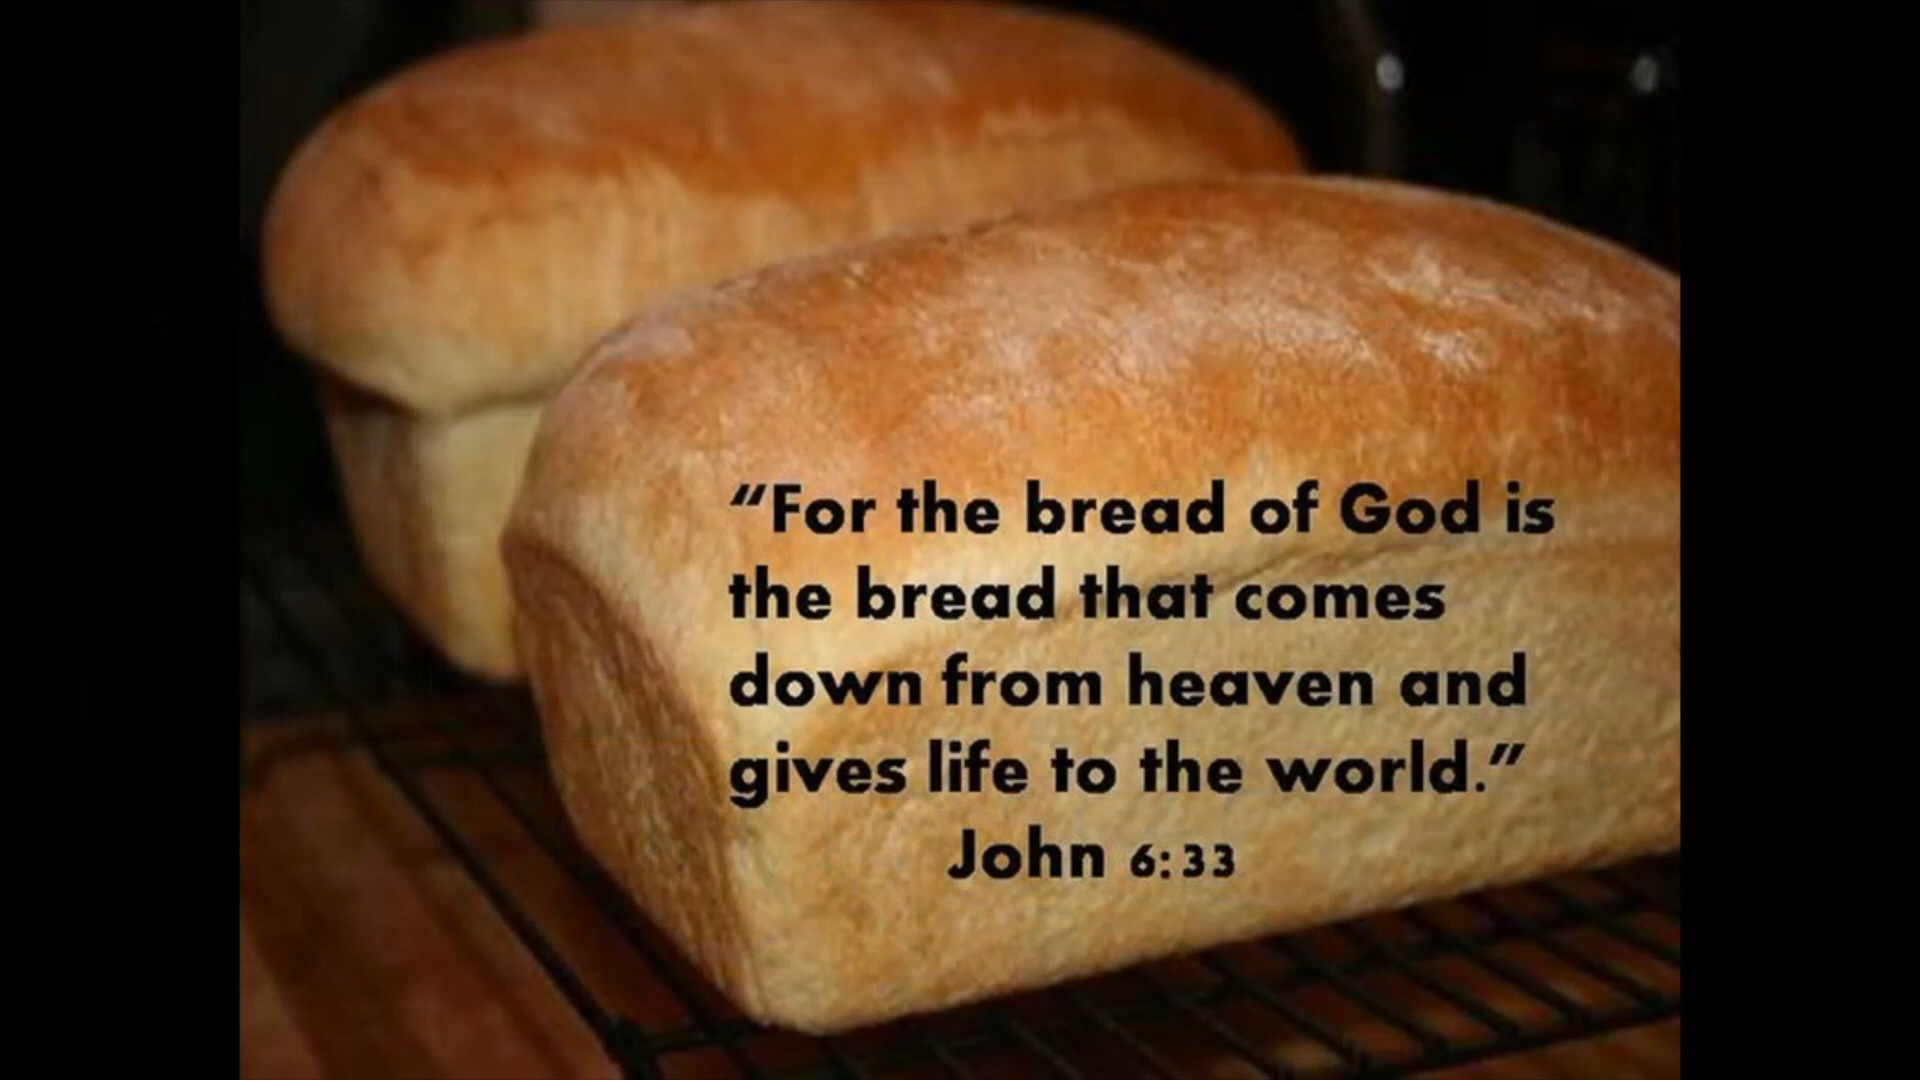 “For the bread of God is
the bread that comes
down from heaven and
gives life to the world.”
John 6:33